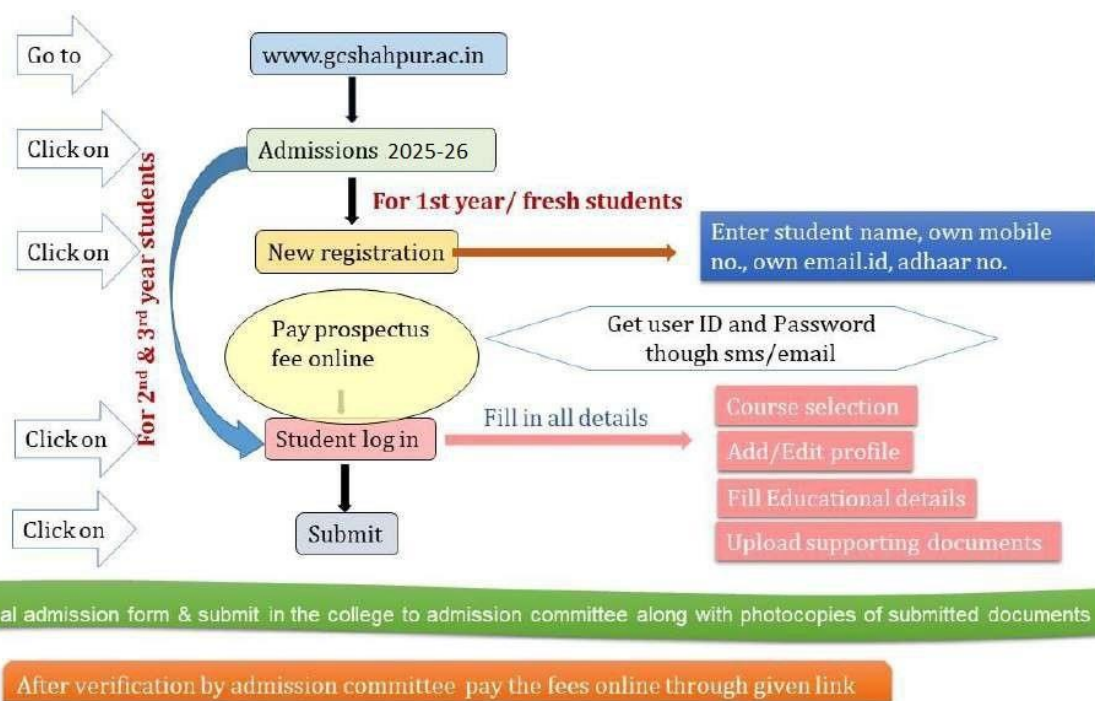 Go to
www.gcshahpur.ac.in
Click on
Admissions 2025-26
For 2nd & 3rd year students
For 1st year/ fresh students
Click on
New registration
Enter student name, own mobile
no., own email.id, adhaar no.
Pay prospectus
fee online
Get user ID and Password
though sms/email
Click on
Student log in
Fill in all details
Course selection
Add/Edit profile
Fill Educational details
Upload supporting documents
Click on
Submit
admission form & submit in the college to admission committee along with photocopies of submitted documents
After verification by admission committee pay the fees online through given link